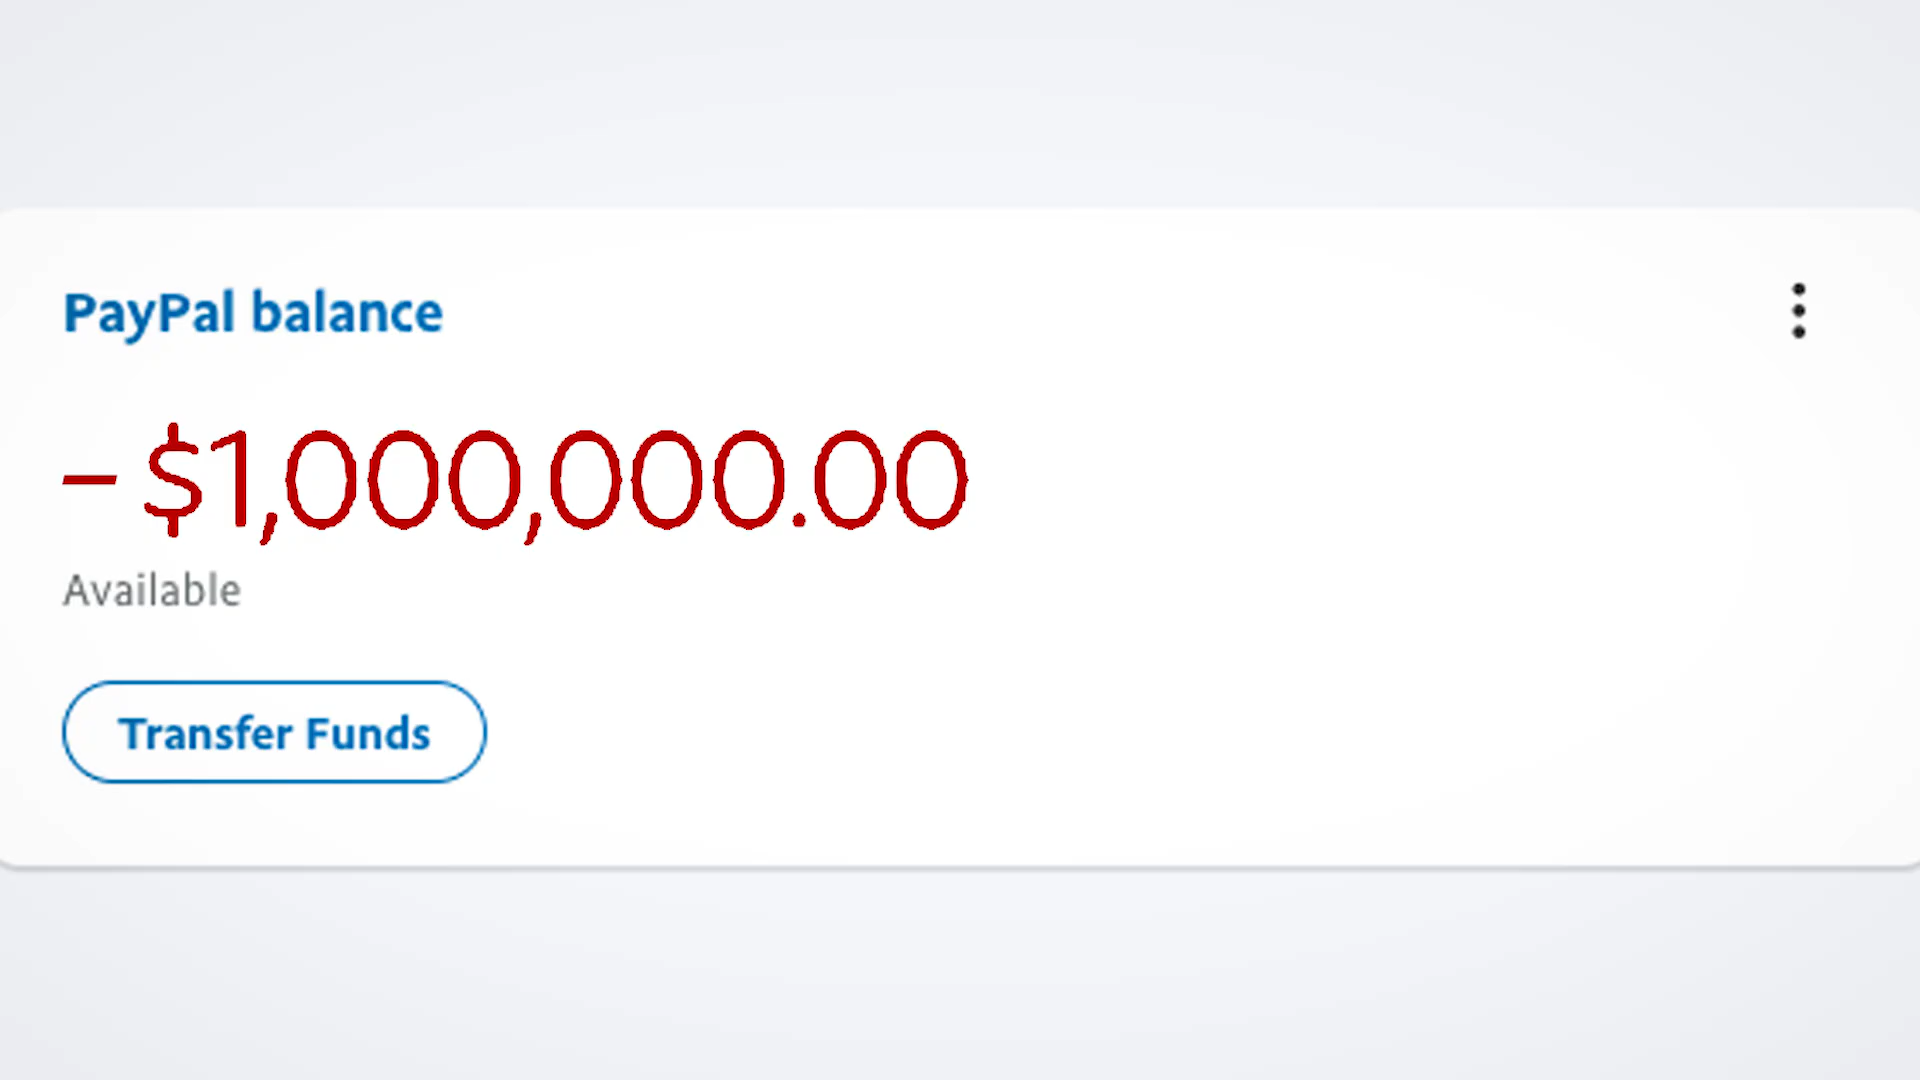 PayPal balance
– $1,000,000.00
Available
Transfer Funds